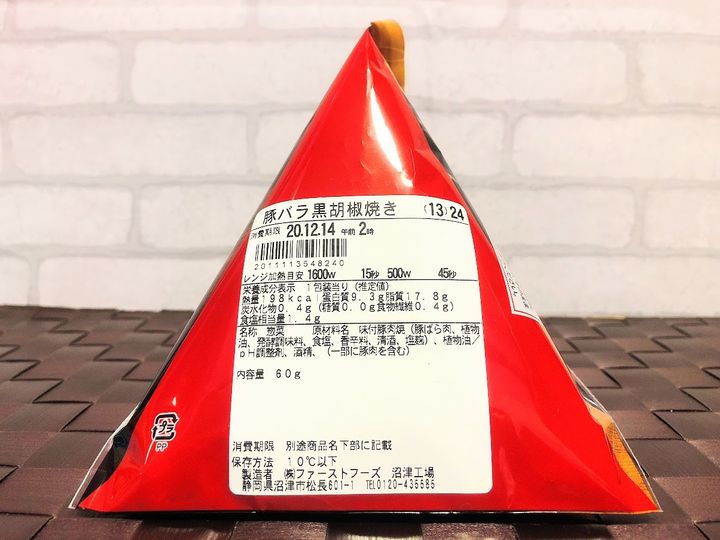 豚バラ黒胡椒焼き (13) 24
消費期限 20.12.14 午前 2時
2011113548240
レンジ加熱目安 1600W 15秒 500W 45秒
栄養成分表示 1包装当り (推定値)
熱量198kcal 蛋白質9.3g 脂質17.8g
炭水化物0.4g (糖質0.0g 食物繊維0.4g)
食塩相当量1.4g
名称 惣菜 原材料名 味付豚肉焼 (豚ばら肉、植物
油、発酵調味料、食塩、香辛料、清酒、塩麹)、植物油/
pH調整剤、酒精、(一部に豚肉を含む)
内容量 60g
消費期限 別途商品名下部に記載
保存方法 10℃以下
製造者 ㈱ファーストフーズ 沼津工場
静岡県沼津市松長601-1 TEL0120-435585
プラ
PP